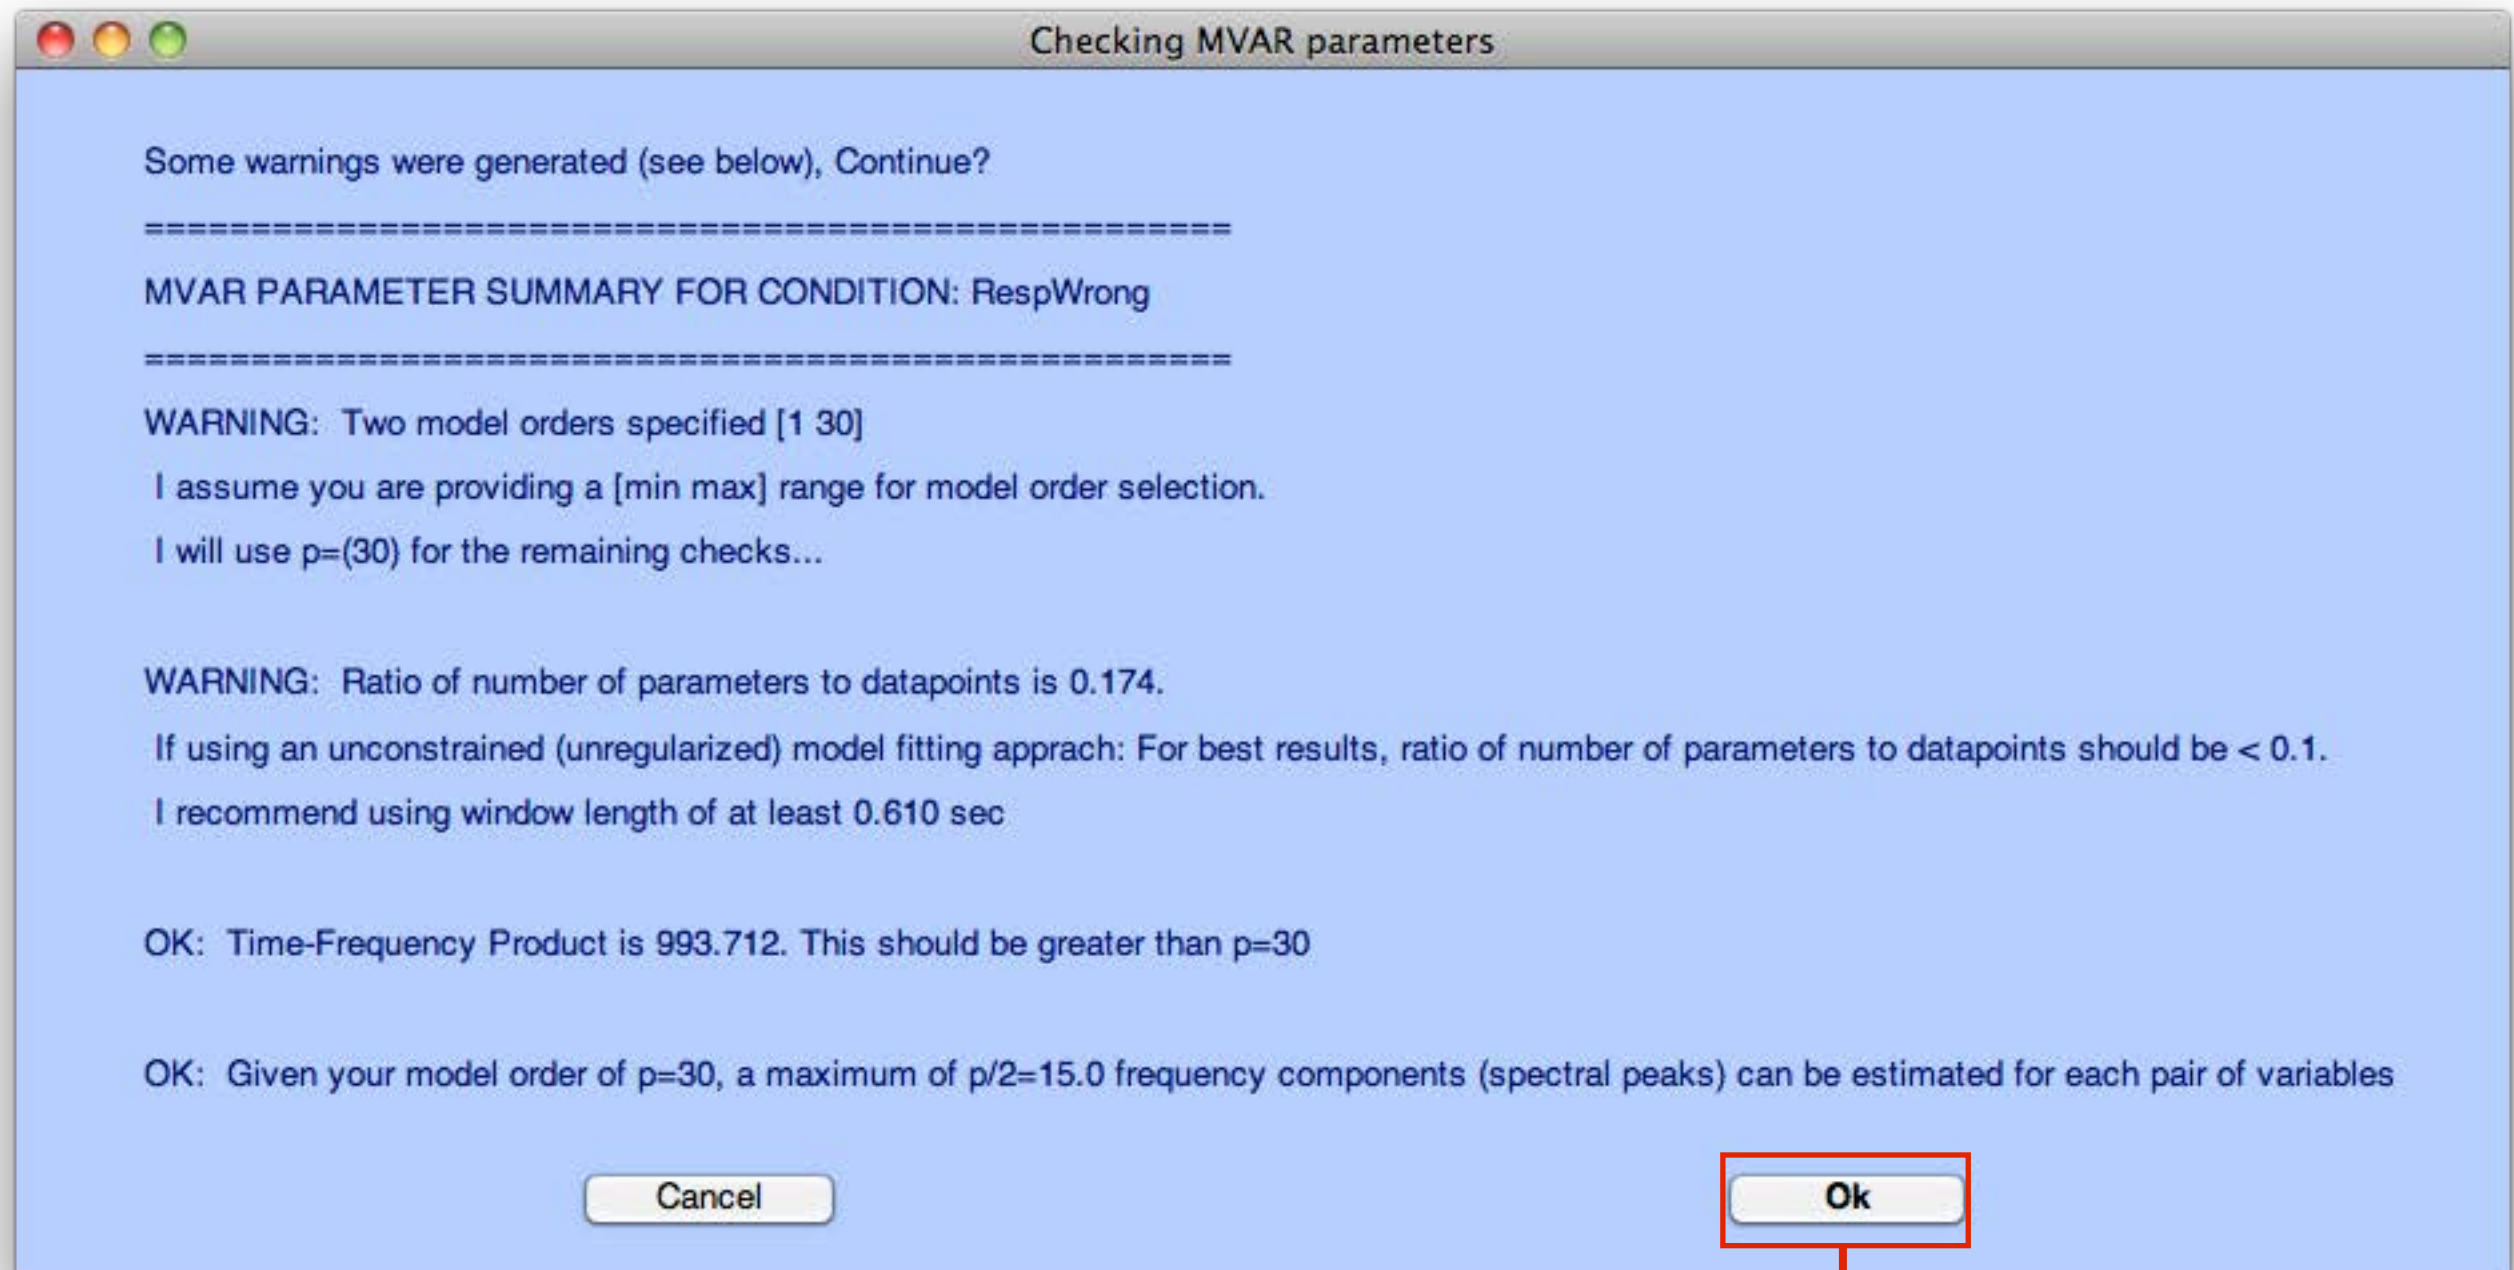 Checking MVAR parameters
Some warnings were generated (see below), Continue?
===================================================
MVAR PARAMETER SUMMARY FOR CONDITION: RespWrong
===================================================
WARNING:  Two model orders specified [1 30]
I assume you are providing a [min max] range for model order selection.
I will use p=(30) for the remaining checks...
WARNING:  Ratio of number of parameters to datapoints is 0.174.
If using an unconstrained (unregularized) model fitting apprach: For best results, ratio of number of parameters to datapoints should be < 0.1.
I recommend using window length of at least 0.610 sec
OK:  Time-Frequency Product is 993.712. This should be greater than p=30
OK:  Given your model order of p=30, a maximum of p/2=15.0 frequency components (spectral peaks) can be estimated for each pair of variables
Cancel
Ok